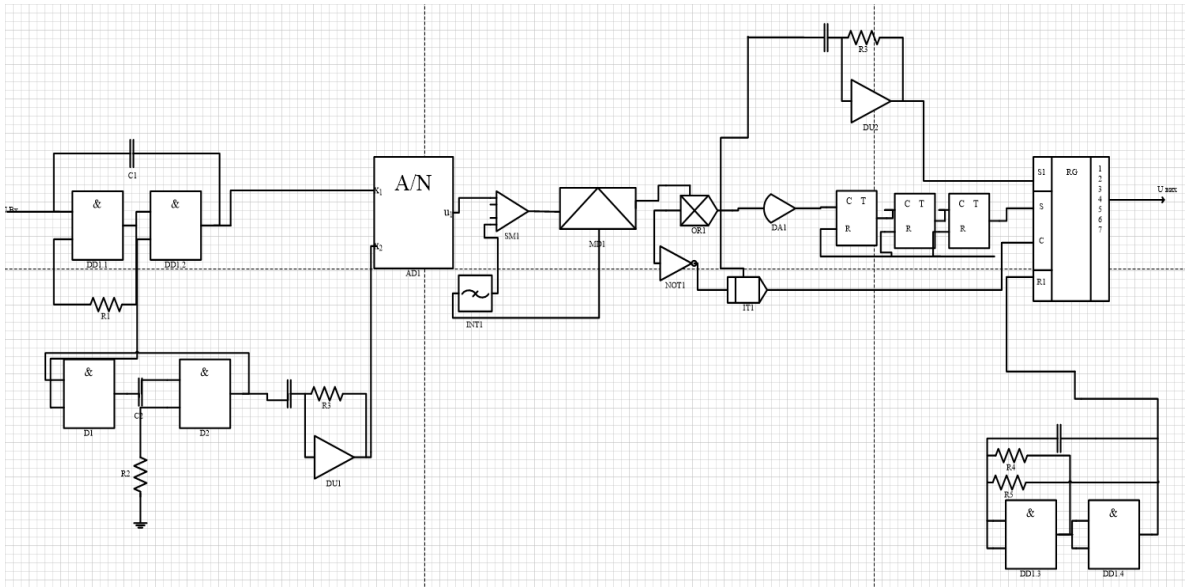 C1
&
DD1.1
&
DD1.2
R1
&
D1
C2
&
D2
R2
R3
DU1
A/N
x1
x2
u1
AD1
SM1
INT1
MD1
OR1
NOT1
IT1
DA1
R3
DU2
C T
R
C T
R
C T
R
S1
S
C
R1
RG
1
2
3
4
5
6
7
U вых
R4
R5
&
DD1.3
&
DD1.4